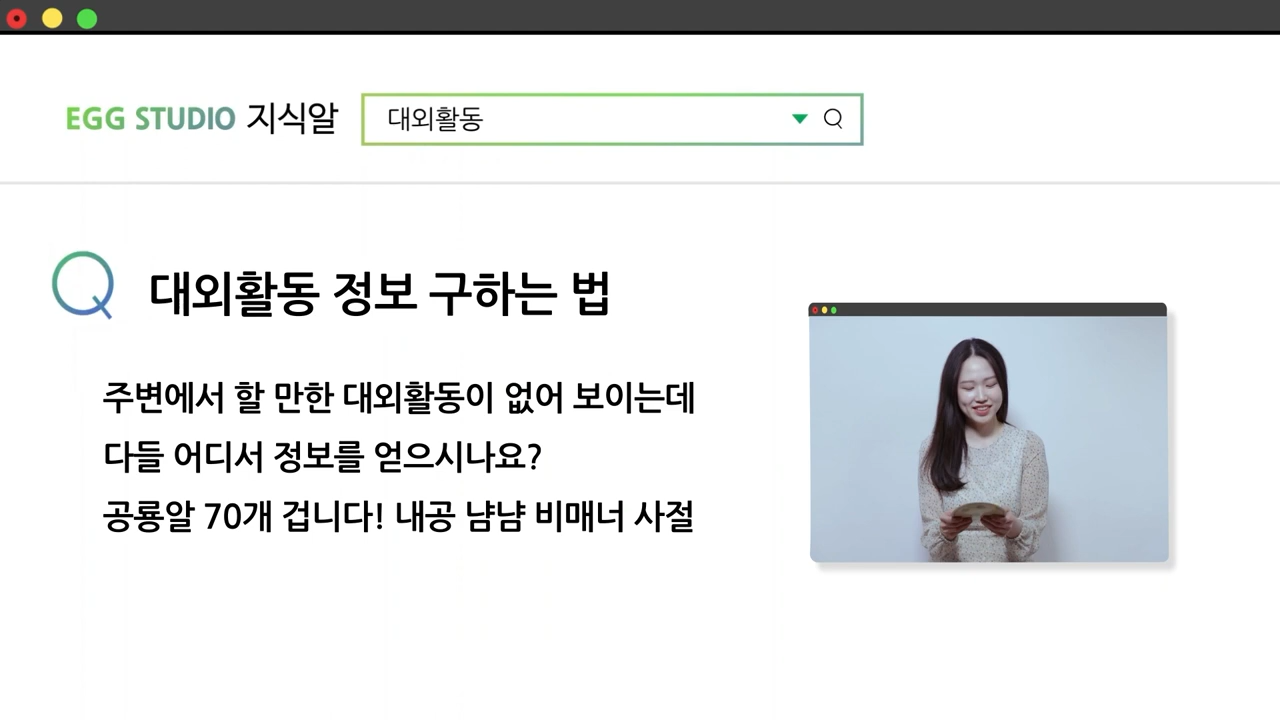 EGG STUDIO 지식알 대외활동
Q 대외활동 정보 구하는 법
주변에서 할 만한 대외활동이 없어 보이는데
다들 어디서 정보를 얻으시나요?
공룡알 70개 겁니다! 내공 냠냠 비매너 사절